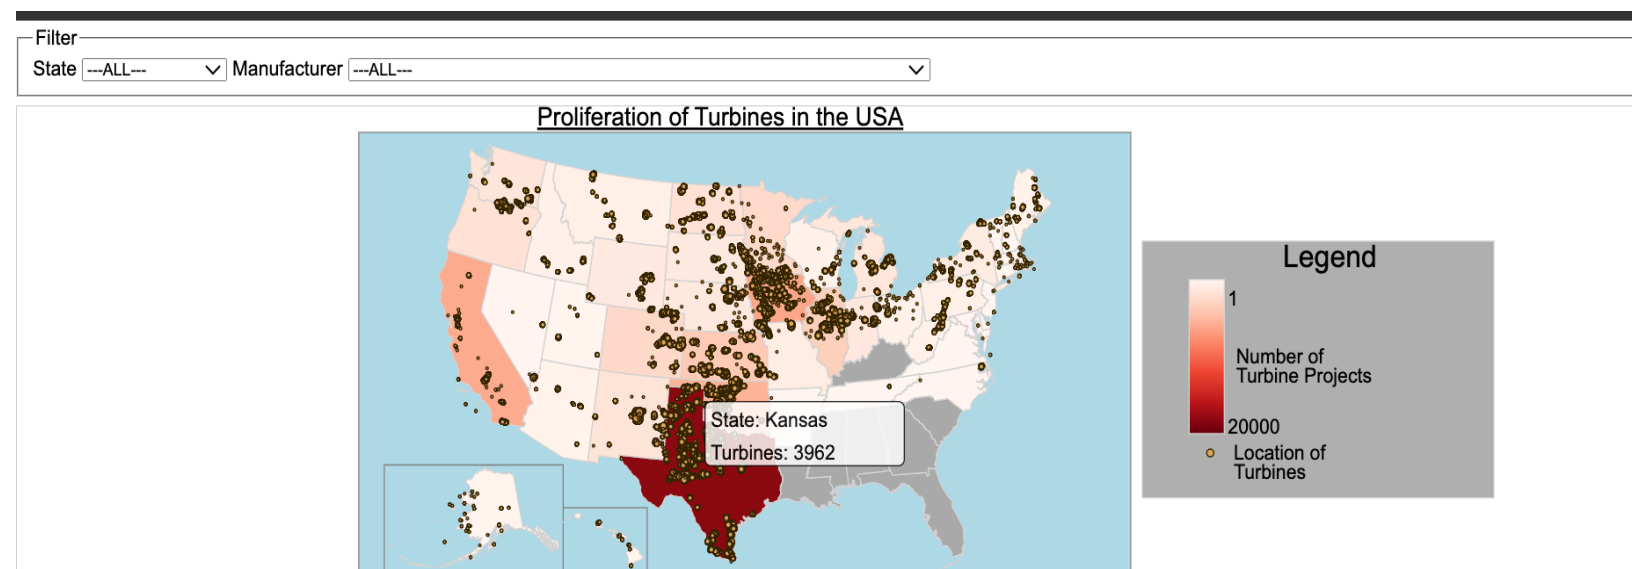 Filter
State ---ALL--- Manufacturer ---ALL---
Proliferation of Turbines in the USA
State: Kansas
Turbines: 3962
Legend
1
Number of
Turbine Projects
20000
Location of
Turbines